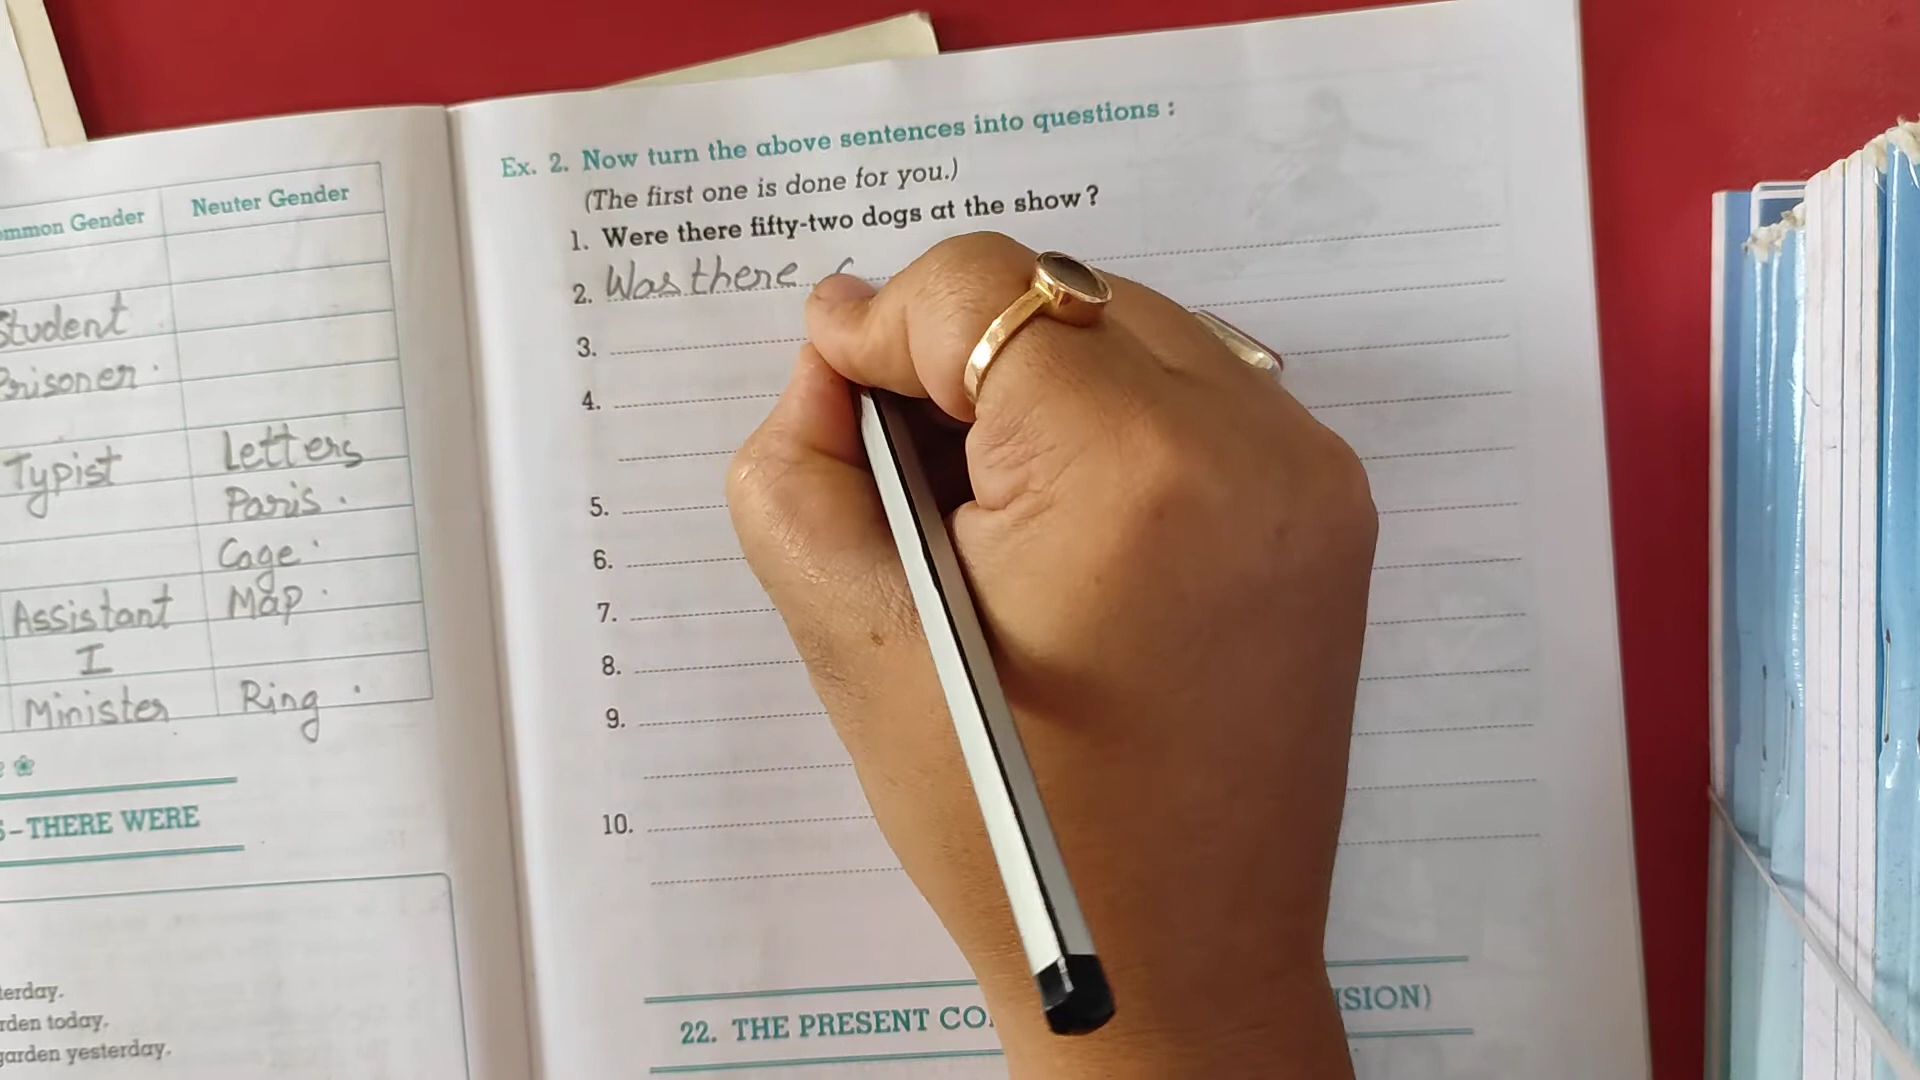 mmon Gender Neuter Gender
Student
Prisoner.
Typist Letters
Paris.
Cage.
Assistant Map.
I
Minister Ring.
S – THERE WERE
terday.
rden today.
garden yesterday.
Ex. 2. Now turn the above sentences into questions :
(The first one is done for you.)
1. Were there fifty-two dogs at the show?
2. Was there
3.
4.
5.
6.
7.
8.
9.
10.
22. THE PRESENT CO ISION)